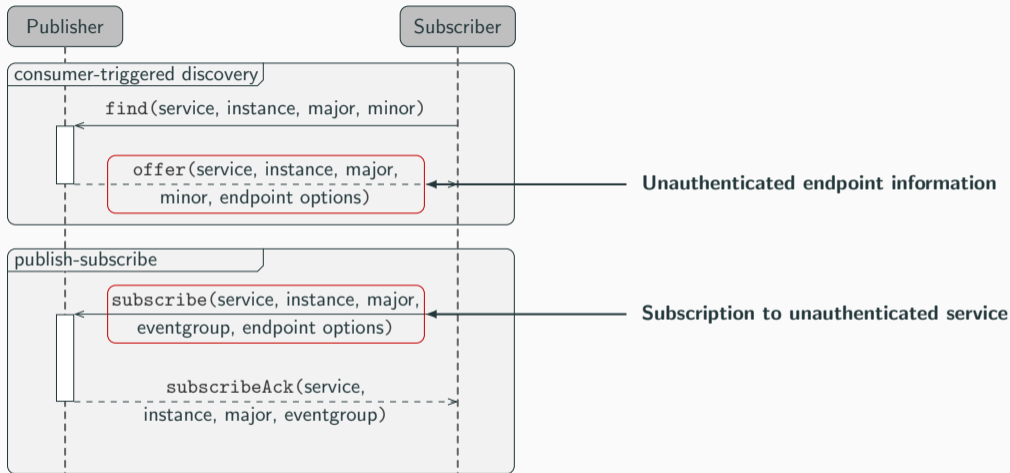 Publisher
Subscriber
consumer-triggered discovery
find(service, instance, major, minor)
offer(service, instance, major,
minor, endpoint options)
Unauthenticated endpoint information
publish-subscribe
subscribe(service, instance, major,
eventgroup, endpoint options)
Subscription to unauthenticated service
subscribeAck(service,
instance, major, eventgroup)